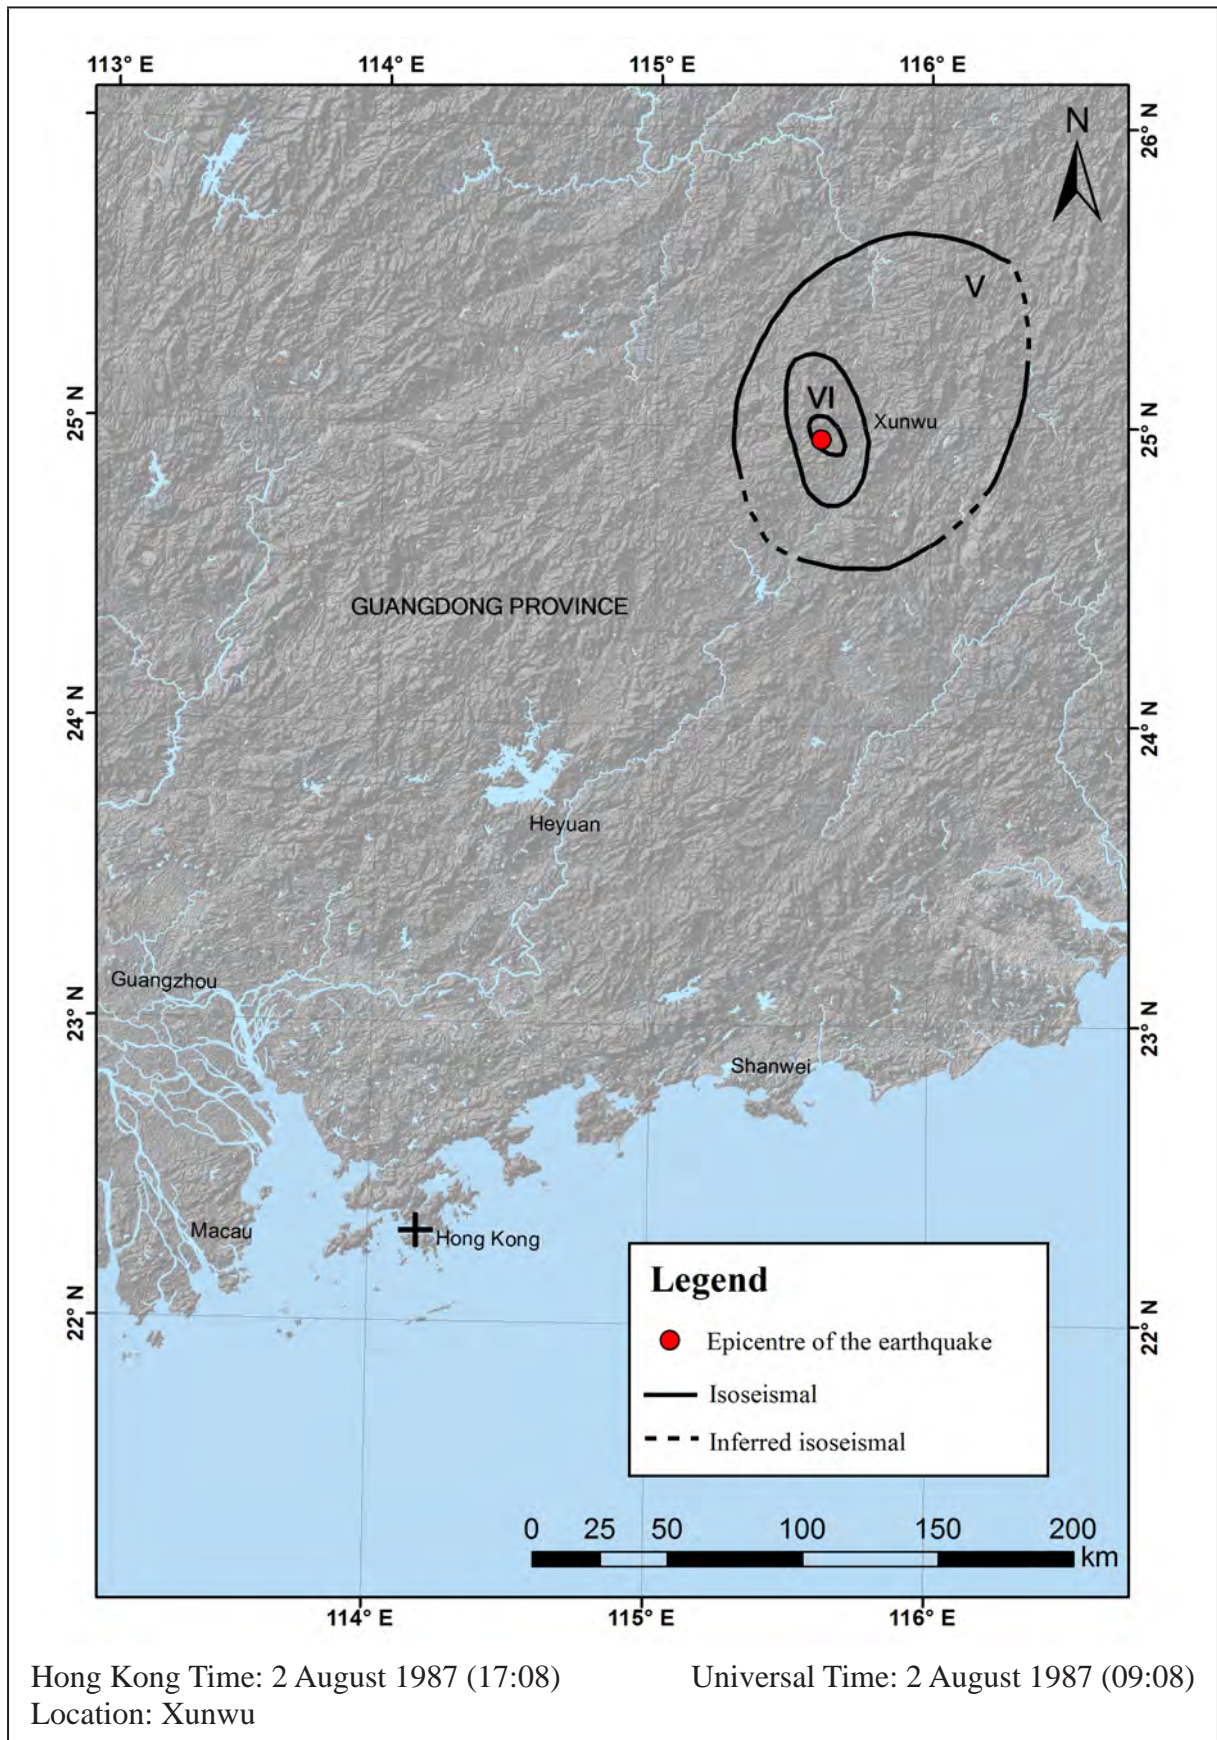 113° E 114° E 115° E 116° E
N
26° N
V
VI
Xunwu
25° N
25° N
GUANGDONG PROVINCE
24° N
24° N
Heyuan
Guangzhou
23° N
23° N
Shanwei
Macau
Hong Kong
Legend
Epicentre of the earthquake
Isoseismal
Inferred isoseismal
22° N
22° N
0 25 50 100 150 200
km
114° E 115° E 116° E
Hong Kong Time: 2 August 1987 (17:08) Universal Time: 2 August 1987 (09:08)
Location: Xunwu